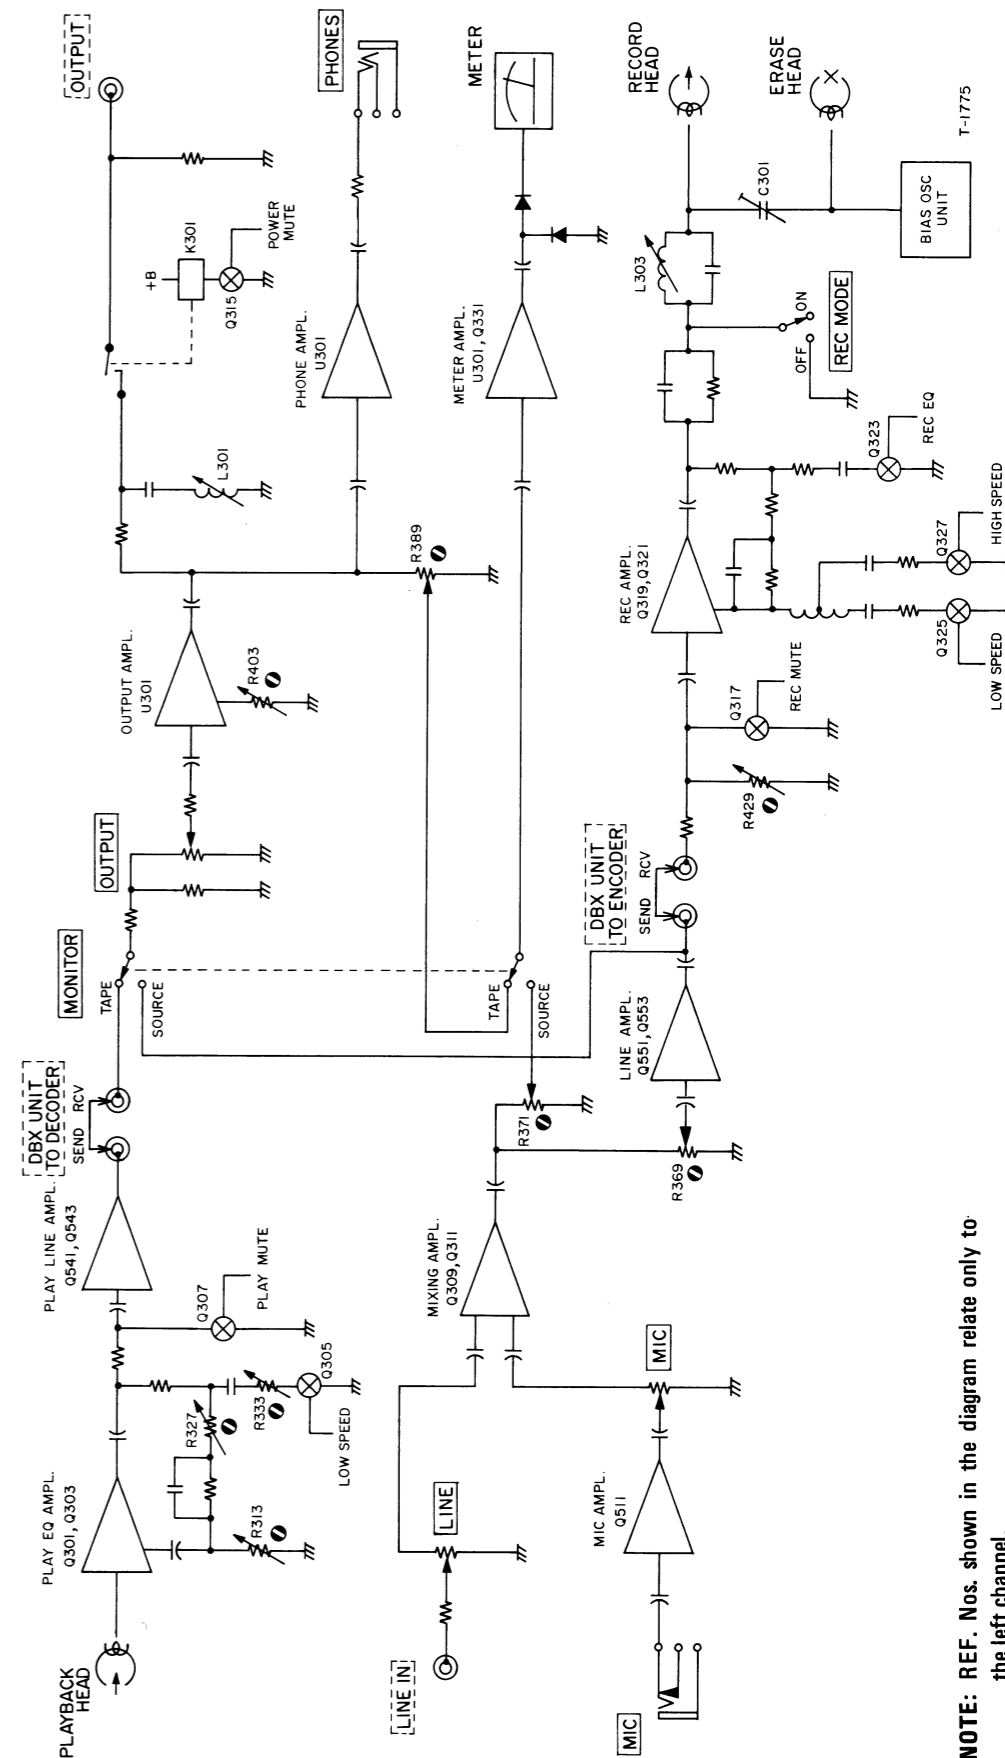 PLAYBACK
HEAD
PLAY EQ AMPL.
Q301, Q303
R313
R327
R333
LOW SPEED
Q305
Q307
PLAY MUTE
PLAY LINE AMPL.
Q541, Q543
DBX UNIT
TO DECODER
SEND
RCV
MONITOR
TAPE
SOURCE
OUTPUT
OUTPUT AMPL.
U301
R403
L301
R389
+B
K301
Q315
POWER
MUTE
OUTPUT
PHONE AMPL.
U301
PHONES
METER AMPL.
U301, Q331
METER
LINE IN
LINE
MIXING AMPL.
Q309, Q311
R371
TAPE
SOURCE
MIC
MIC AMPL.
Q511
MIC
R369
LINE AMPL.
Q551, Q553
DBX UNIT
TO ENCODER
SEND
RCV
R429
Q317
REC MUTE
REC AMPL.
Q319, Q321
Q325
LOW SPEED
Q327
HIGH SPEED
Q323
REC EQ
OFF
ON
REC MODE
L303
C301
RECORD
HEAD
ERASE
HEAD
BIAS OSC
UNIT
T-1775
NOTE: REF. Nos. shown in the diagram relate only to
the left channel.